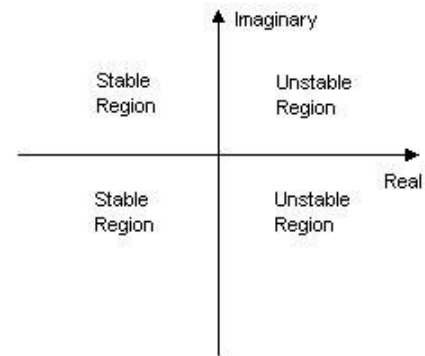 Imaginary
Stable
Region
Unstable
Region
Real
Stable
Region
Unstable
Region